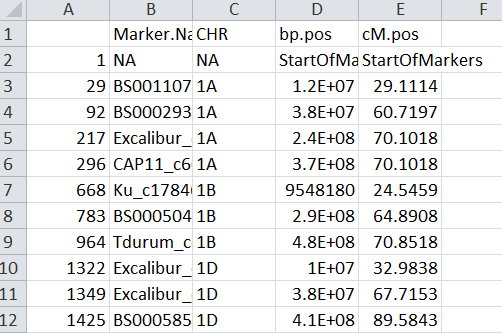 A B C D E F
1 Marker.Na CHR bp.pos cM.pos
2 1 NA NA StartOfMa StartOfMarkers
3 29 BS001107 1A 1.2E+07 29.1114
4 92 BS000293 1A 3.8E+07 60.7197
5 217 Excalibur_ 1A 2.4E+08 70.1018
6 296 CAP11_c6 1A 3.7E+08 70.1018
7 668 Ku_c1784 1B 9548180 24.5459
8 783 BS000504 1B 2.9E+08 64.8908
9 964 Tdurum_c 1B 4.8E+08 70.8518
10 1322 Excalibur_ 1D 1E+07 32.9838
11 1349 Excalibur_ 1D 3.8E+07 67.7153
12 1425 BS000585 1D 4.1E+08 89.5843